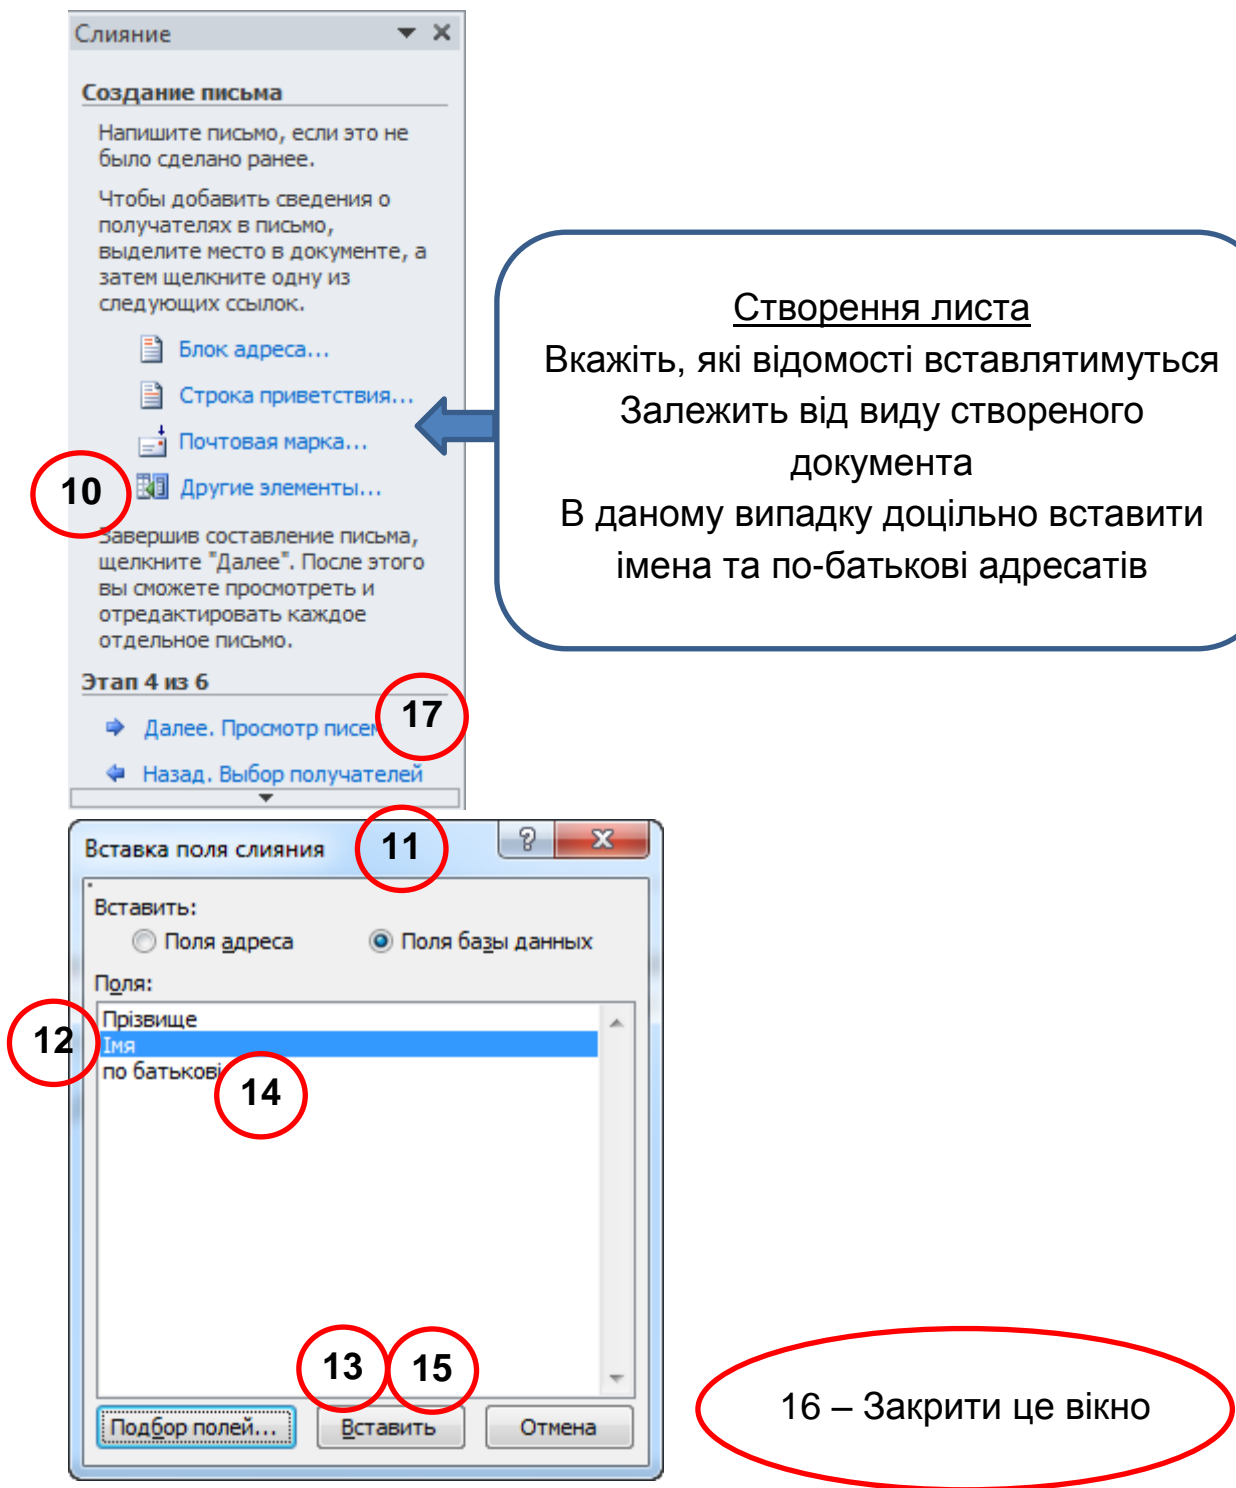 Слияние
Создание письма
Напишите письмо, если это не
было сделано ранее.
Чтобы добавить сведения о
получателях в письмо,
выделите место в документе, а
затем щелкните одну из
следующих ссылок.
Блок адреса...
Строка приветствия...
Почтовая марка...
10
Другие элементы...
Завершив составление письма,
щелкните "Далее". После этого
вы сможете просмотреть и
отредактировать каждое
отдельное письмо.
Этап 4 из 6
17
Далее. Просмотр писем
Назад. Выбор получателей
Створення листа
Вкажіть, які відомості вставлятимуться
Залежить від виду створеного
документа
В даному випадку доцільно вставити
імена та по-батькові адресатів
Вставка поля слияния
11
Вставить:
Поля адреса
Поля базы данных
Поля:
Прізвище
12
Імя
по батькові
14
13
15
Подбор полей...
Вставить
Отмена
16 – Закрити це вікно